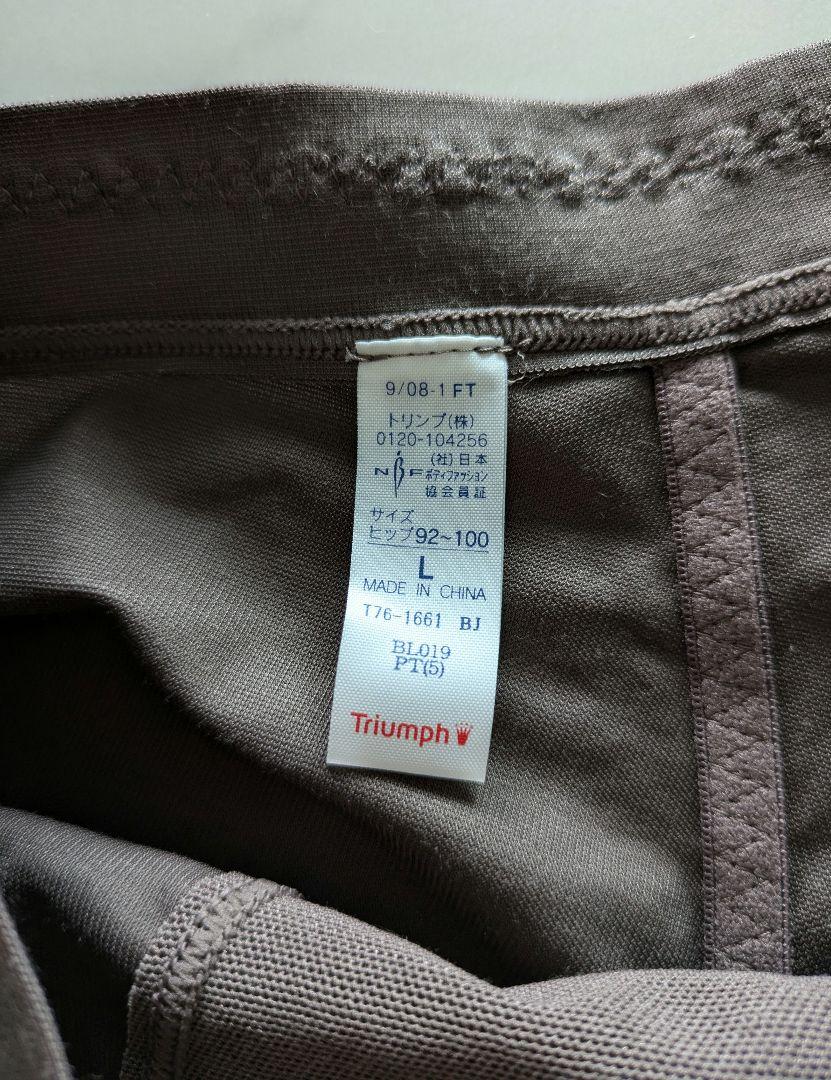 9/08-1 FT
トリンプ(株)
0120-104256
(社)日本
NBF ボディファッション
協会員証
サイズ
ヒップ92~100
L
MADE IN CHINA
T76-1661 BJ
BL019
PT(5)
Triumph